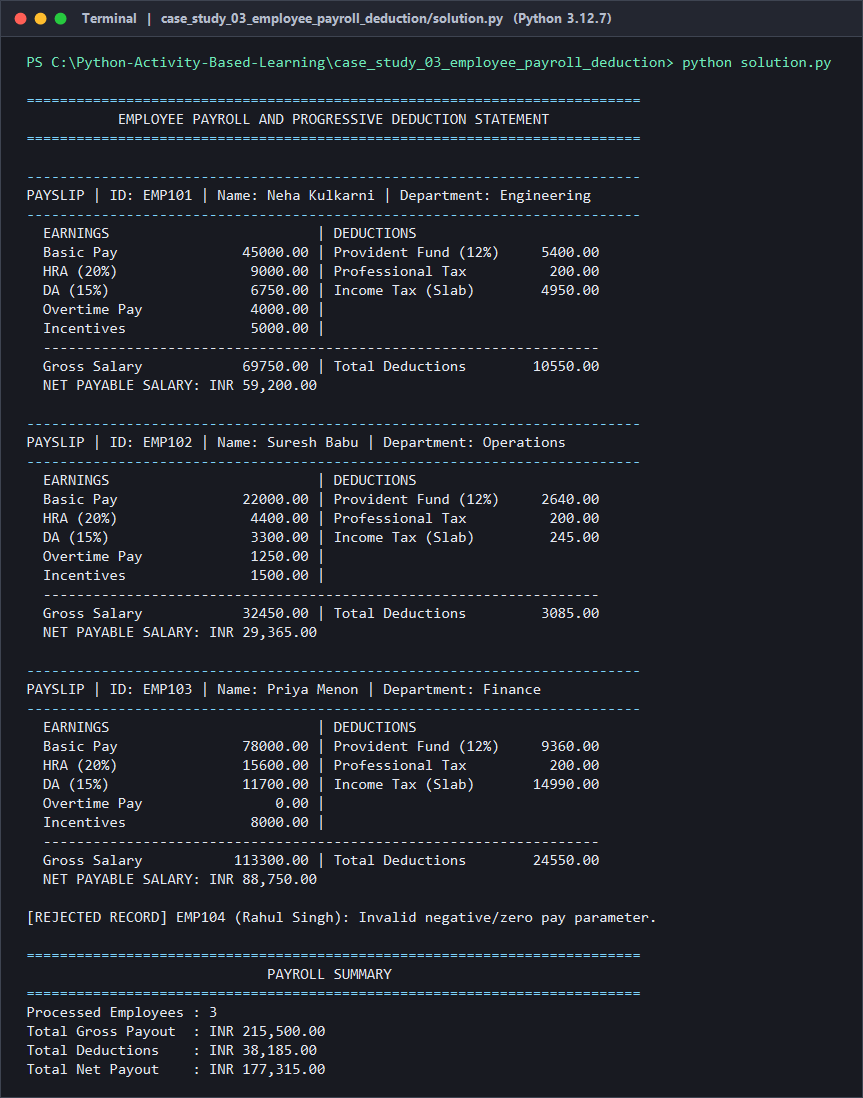 Terminal | case_study_03_employee_payroll_deduction/solution.py (Python 3.12.7)
PS C:\Python-Activity-Based-Learning\case_study_03_employee_payroll_deduction> python solution.py
==========================================================================
EMPLOYEE PAYROLL AND PROGRESSIVE DEDUCTION STATEMENT
==========================================================================
--------------------------------------------------------------------------
PAYSLIP | ID: EMP101 | Name: Neha Kulkarni | Department: Engineering
--------------------------------------------------------------------------
EARNINGS | DEDUCTIONS
Basic Pay 45000.00 | Provident Fund (12%) 5400.00
HRA (20%) 9000.00 | Professional Tax 200.00
DA (15%) 6750.00 | Income Tax (Slab) 4950.00
Overtime Pay 4000.00 |
Incentives 5000.00 |
-------------------------------------------------------------------
Gross Salary 69750.00 | Total Deductions 10550.00
NET PAYABLE SALARY: INR 59,200.00
--------------------------------------------------------------------------
PAYSLIP | ID: EMP102 | Name: Suresh Babu | Department: Operations
--------------------------------------------------------------------------
EARNINGS | DEDUCTIONS
Basic Pay 22000.00 | Provident Fund (12%) 2640.00
HRA (20%) 4400.00 | Professional Tax 200.00
DA (15%) 3300.00 | Income Tax (Slab) 245.00
Overtime Pay 1250.00 |
Incentives 1500.00 |
-------------------------------------------------------------------
Gross Salary 32450.00 | Total Deductions 3085.00
NET PAYABLE SALARY: INR 29,365.00
--------------------------------------------------------------------------
PAYSLIP | ID: EMP103 | Name: Priya Menon | Department: Finance
--------------------------------------------------------------------------
EARNINGS | DEDUCTIONS
Basic Pay 78000.00 | Provident Fund (12%) 9360.00
HRA (20%) 15600.00 | Professional Tax 200.00
DA (15%) 11700.00 | Income Tax (Slab) 14990.00
Overtime Pay 0.00 |
Incentives 8000.00 |
-------------------------------------------------------------------
Gross Salary 113300.00 | Total Deductions 24550.00
NET PAYABLE SALARY: INR 88,750.00
[REJECTED RECORD] EMP104 (Rahul Singh): Invalid negative/zero pay parameter.
==========================================================================
PAYROLL SUMMARY
==========================================================================
Processed Employees : 3
Total Gross Payout : INR 215,500.00
Total Deductions : INR 38,185.00
Total Net Payout : INR 177,315.00